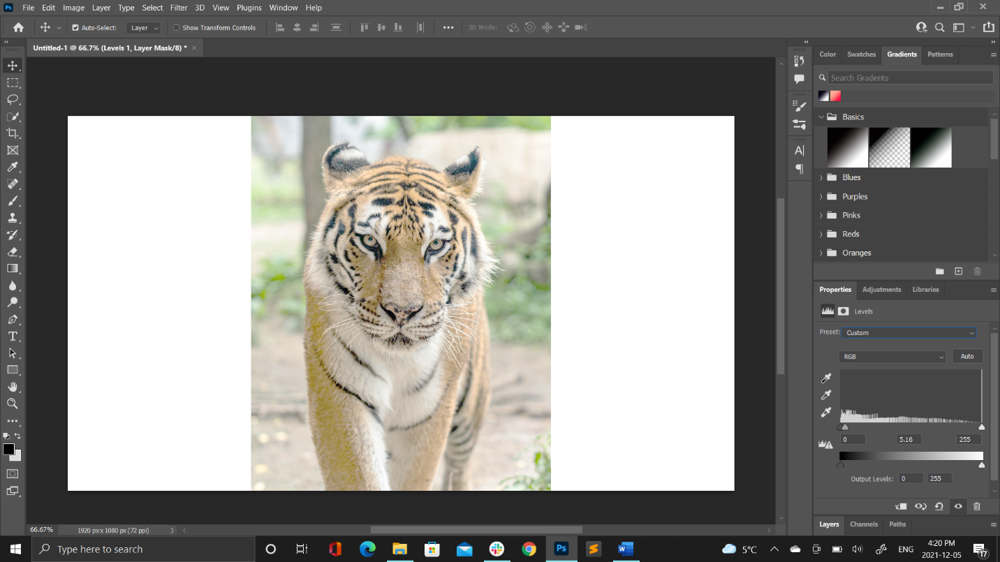 Ps File Edit Image Layer Type Select Filter 3D View Plugins Window Help
Auto-Select: Layer Show Transform Controls 3D Mode:
Untitled-1 @ 66.7% (Levels 1, Layer Mask/8) *
Color Swatches Gradients Patterns
Search Gradients
Basics
Blues
Purples
Pinks
Reds
Oranges
Properties Adjustments Libraries
Levels
Preset: Custom
RGB Auto
0 5.16 255
Output Levels: 0 255
Layers Channels Paths
66.67% 1920 px x 1080 px (72 ppi)
Type here to search
Ps
5°C
ENG
4:20 PM
2021-12-05
17